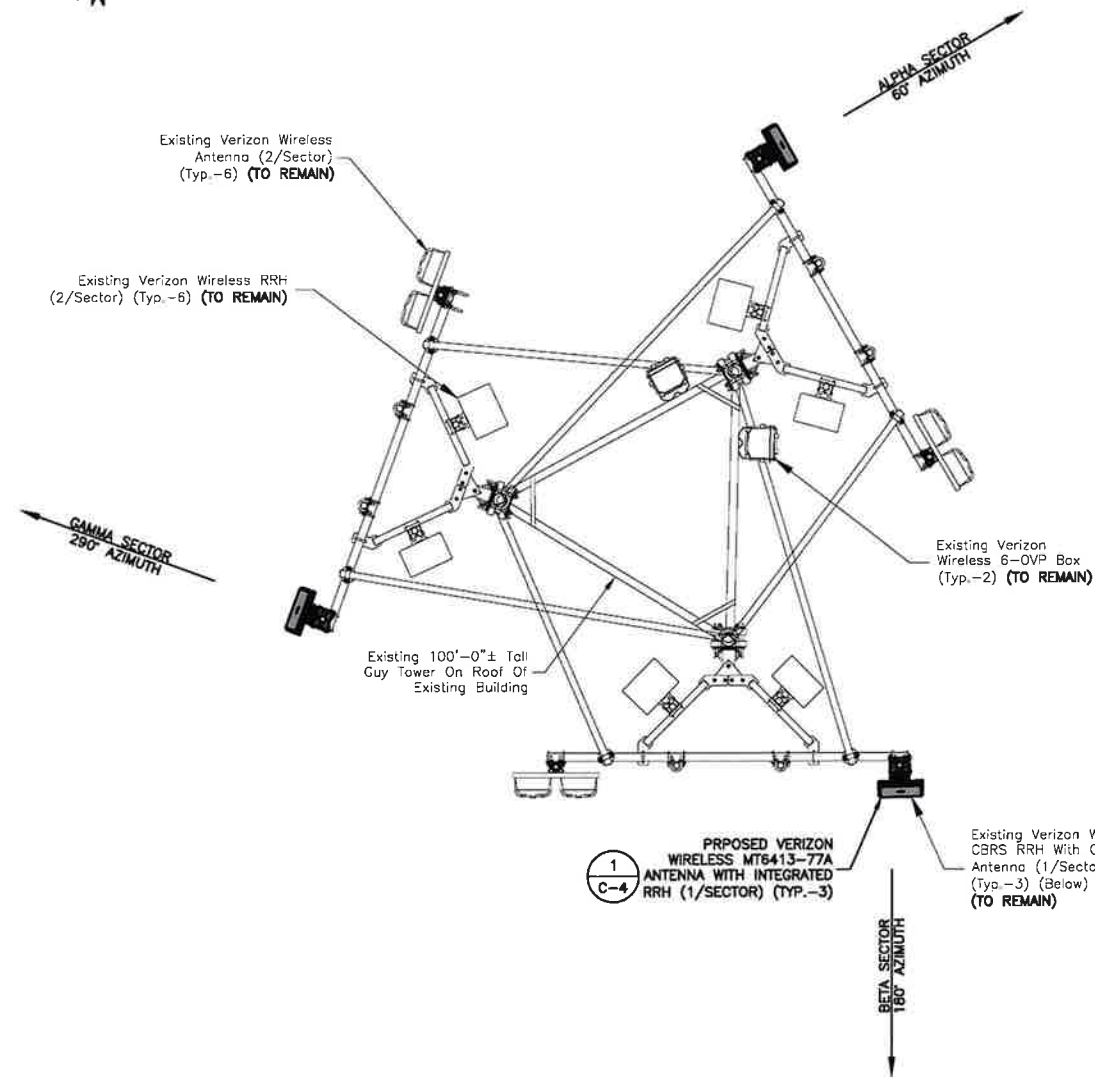 ALPHA SECTOR
60° AZIMUTH
Existing Verizon Wireless
Antenna (2/Sector)
(Typ.-6) (TO REMAIN)
Existing Verizon Wireless RRH
(2/Sector) (Typ.-6) (TO REMAIN)
GAMMA SECTOR
290° AZIMUTH
Existing Verizon
Wireless 6-OVP Box
(Typ.-2) (TO REMAIN)
Existing 100'-0"± Tall
Guy Tower On Roof Of
Existing Building
PRPOSED VERIZON
WIRELESS MT6413-77A
ANTENNA WITH INTEGRATED
RRH (1/SECTOR) (TYP.-3)
1
C-4
Existing Verizon W
CBRS RRH With
Antenna (1/Secto
(Typ.-3) (Below)
(TO REMAIN)
BETA SECTOR
180° AZIMUTH